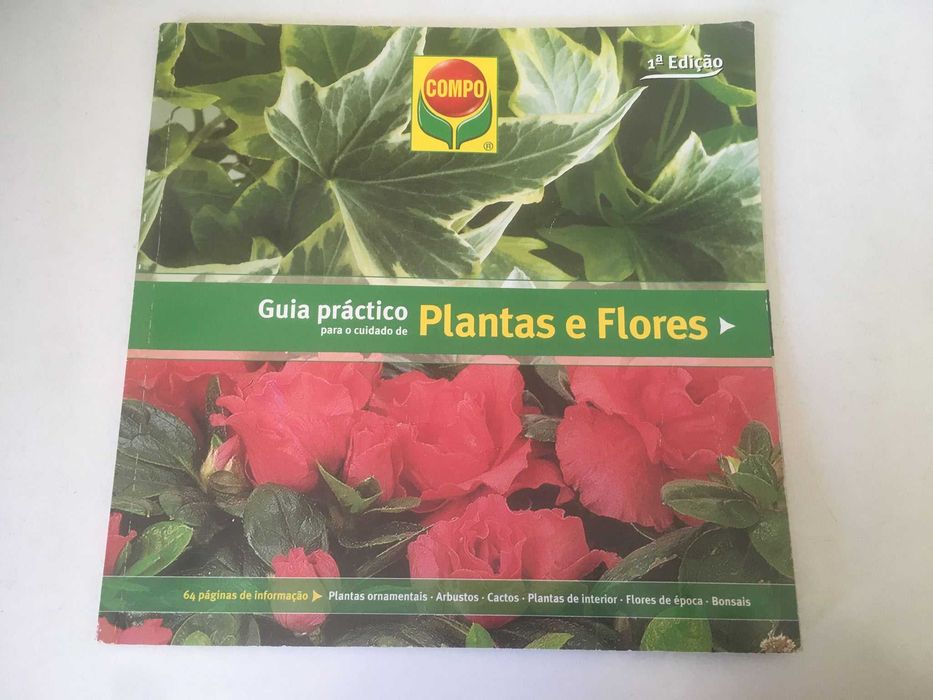 1ª Edição
COMPO
®
Guia práctico
para o cuidado de
Plantas e Flores
64 páginas de informação
Plantas ornamentais · Arbustos · Cactos · Plantas de interior · Flores de época · Bonsais